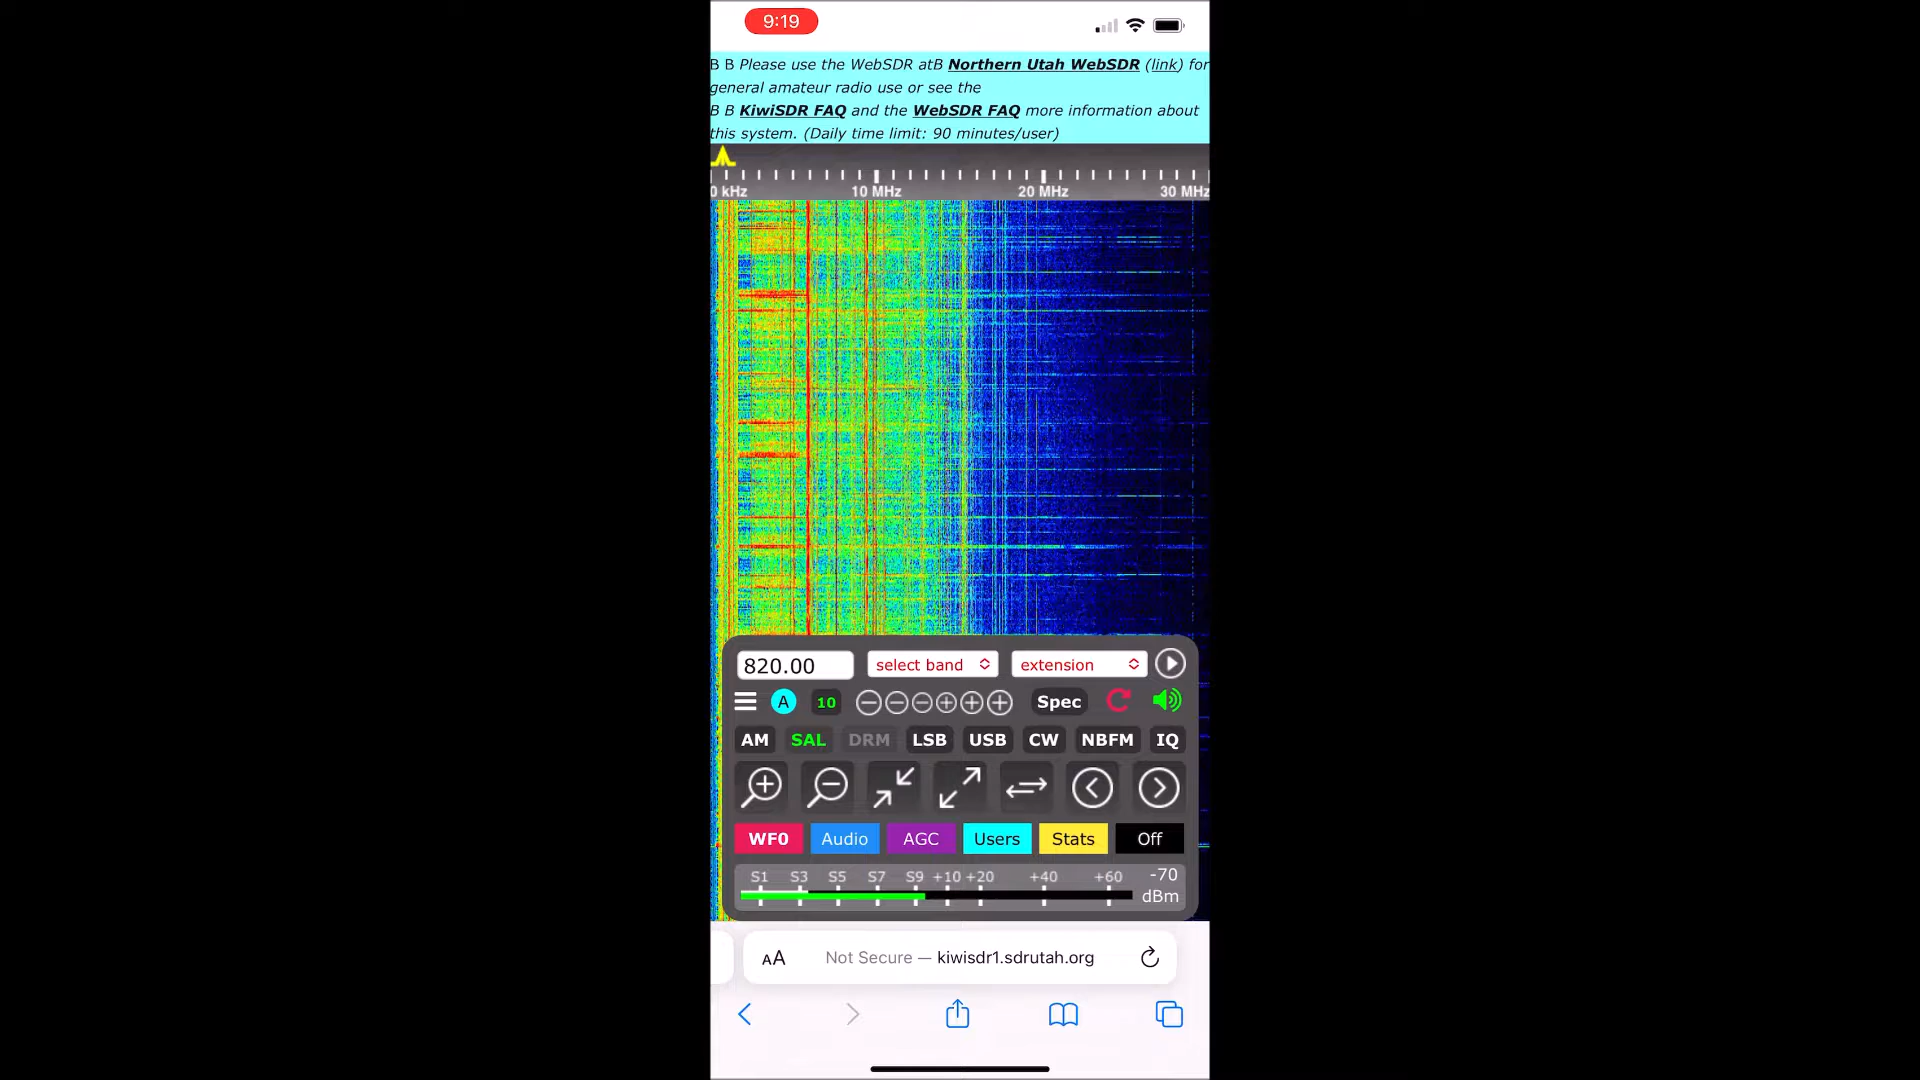 9:19
B B Please use the WebSDR atB Northern Utah WebSDR (link) for
general amateur radio use or see the
B B KiwiSDR FAQ and the WebSDR FAQ more information about
this system. (Daily time limit: 90 minutes/user)
0 kHz 10 MHz 20 MHz 30 MHz
820.00 select band extension
A 10 Spec
AM SAL DRM LSB USB CW NBFM IQ
WF0 Audio AGC Users Stats Off
S1 S3 S5 S7 S9 +10 +20 +40 +60 -70
dBm
AA Not Secure — kiwisdr1.sdrutah.org